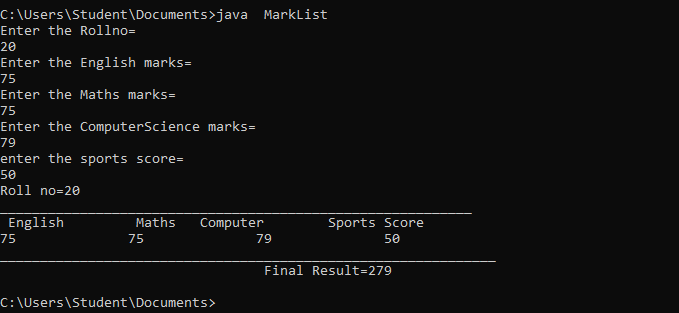 C:\Users\Student\Documents>java  MarkList
Enter the Rollno=
20
Enter the English marks=
75
Enter the Maths marks=
75
Enter the ComputerScience marks=
79
enter the sports score=
50
Roll no=20
___________________________________________________________
 English         Maths   Computer        Sports Score
75              75              79              50
______________________________________________________________
                                 Final Result=279
C:\Users\Student\Documents>